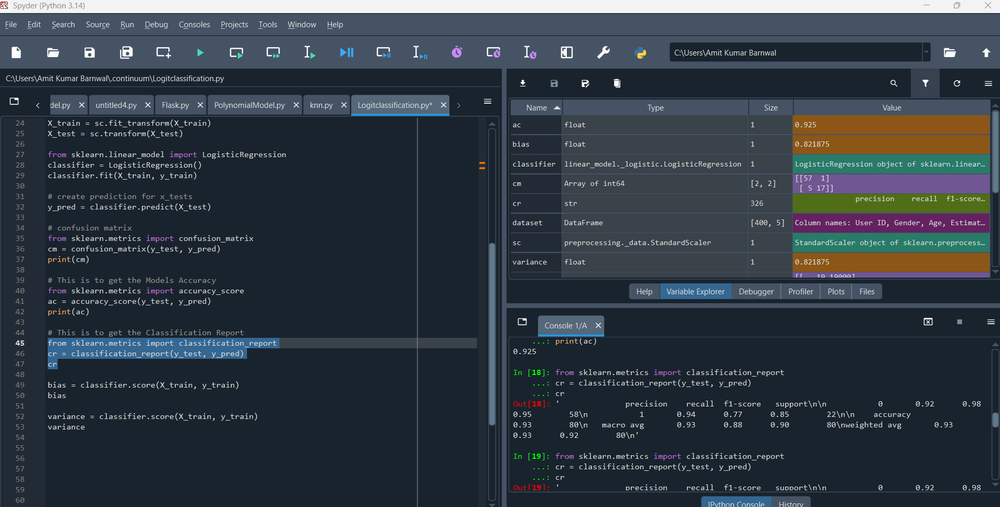 Spyder (Python 3.14)
File Edit Search Source Run Debug Consoles Projects Tools Window Help
C:\Users\Amit Kumar Barnwal
C:\Users\Amit Kumar Barnwal\.continuum\Logitclassification.py
del.py untitled4.py Flask.py PolynomialModel.py knn.py Logitclassification.py*
24 X_train = sc.fit_transform(X_train)
25 X_test = sc.transform(X_test)
26
27 from sklearn.linear_model import LogisticRegression
28 classifier = LogisticRegression()
29 classifier.fit(X_train, y_train)
30
31 # create prediction for x_tests
32 y_pred = classifier.predict(X_test)
33
34 # confusion matrix
35 from sklearn.metrics import confusion_matrix
36 cm = confusion_matrix(y_test, y_pred)
37 print(cm)
38
39 # This is to get the Models Accuracy
40 from sklearn.metrics import accuracy_score
41 ac = accuracy_score(y_test, y_pred)
42 print(ac)
43
44 # This is to get the Classification Report
45 from sklearn.metrics import classification_report
46 cr = classification_report(y_test, y_pred)
47 cr
48
49 bias = classifier.score(X_train, y_train)
50 bias
51
52 variance = classifier.score(X_train, y_train)
53 variance
54
55
56
57
58
59
60
Name Type Size Value
ac float 1 0.925
bias float 1 0.821875
classifier linear_model._logistic.LogisticRegression 1 LogisticRegression object of sklearn.linear…
cm Array of int64 [2, 2] [[57 1]
[ 5 17]]
cr str 326 precision recall f1-score…
dataset DataFrame [400, 5] Column names: User ID, Gender, Age, Estimat…
sc preprocessing._data.StandardScaler 1 StandardScaler object of sklearn.preprocess…
variance float 1 0.821875
[[ 19 19000]
Help Variable Explorer Debugger Profiler Plots Files
Console 1/A
...: print(ac)
0.925
In [18]: from sklearn.metrics import classification_report
...: cr = classification_report(y_test, y_pred)
...: cr
Out[18]: ' precision recall f1-score support\n\n 0 0.92 0.98
0.95 58\n 1 0.94 0.77 0.85 22\n\n accuracy
0.93 80\n macro avg 0.93 0.88 0.90 80\nweighted avg 0.93
0.93 0.92 80\n'
In [19]: from sklearn.metrics import classification_report
...: cr = classification_report(y_test, y_pred)
...: cr
Out[19]: ' precision recall f1-score support\n\n 0 0.92 0.98
IPython Console History